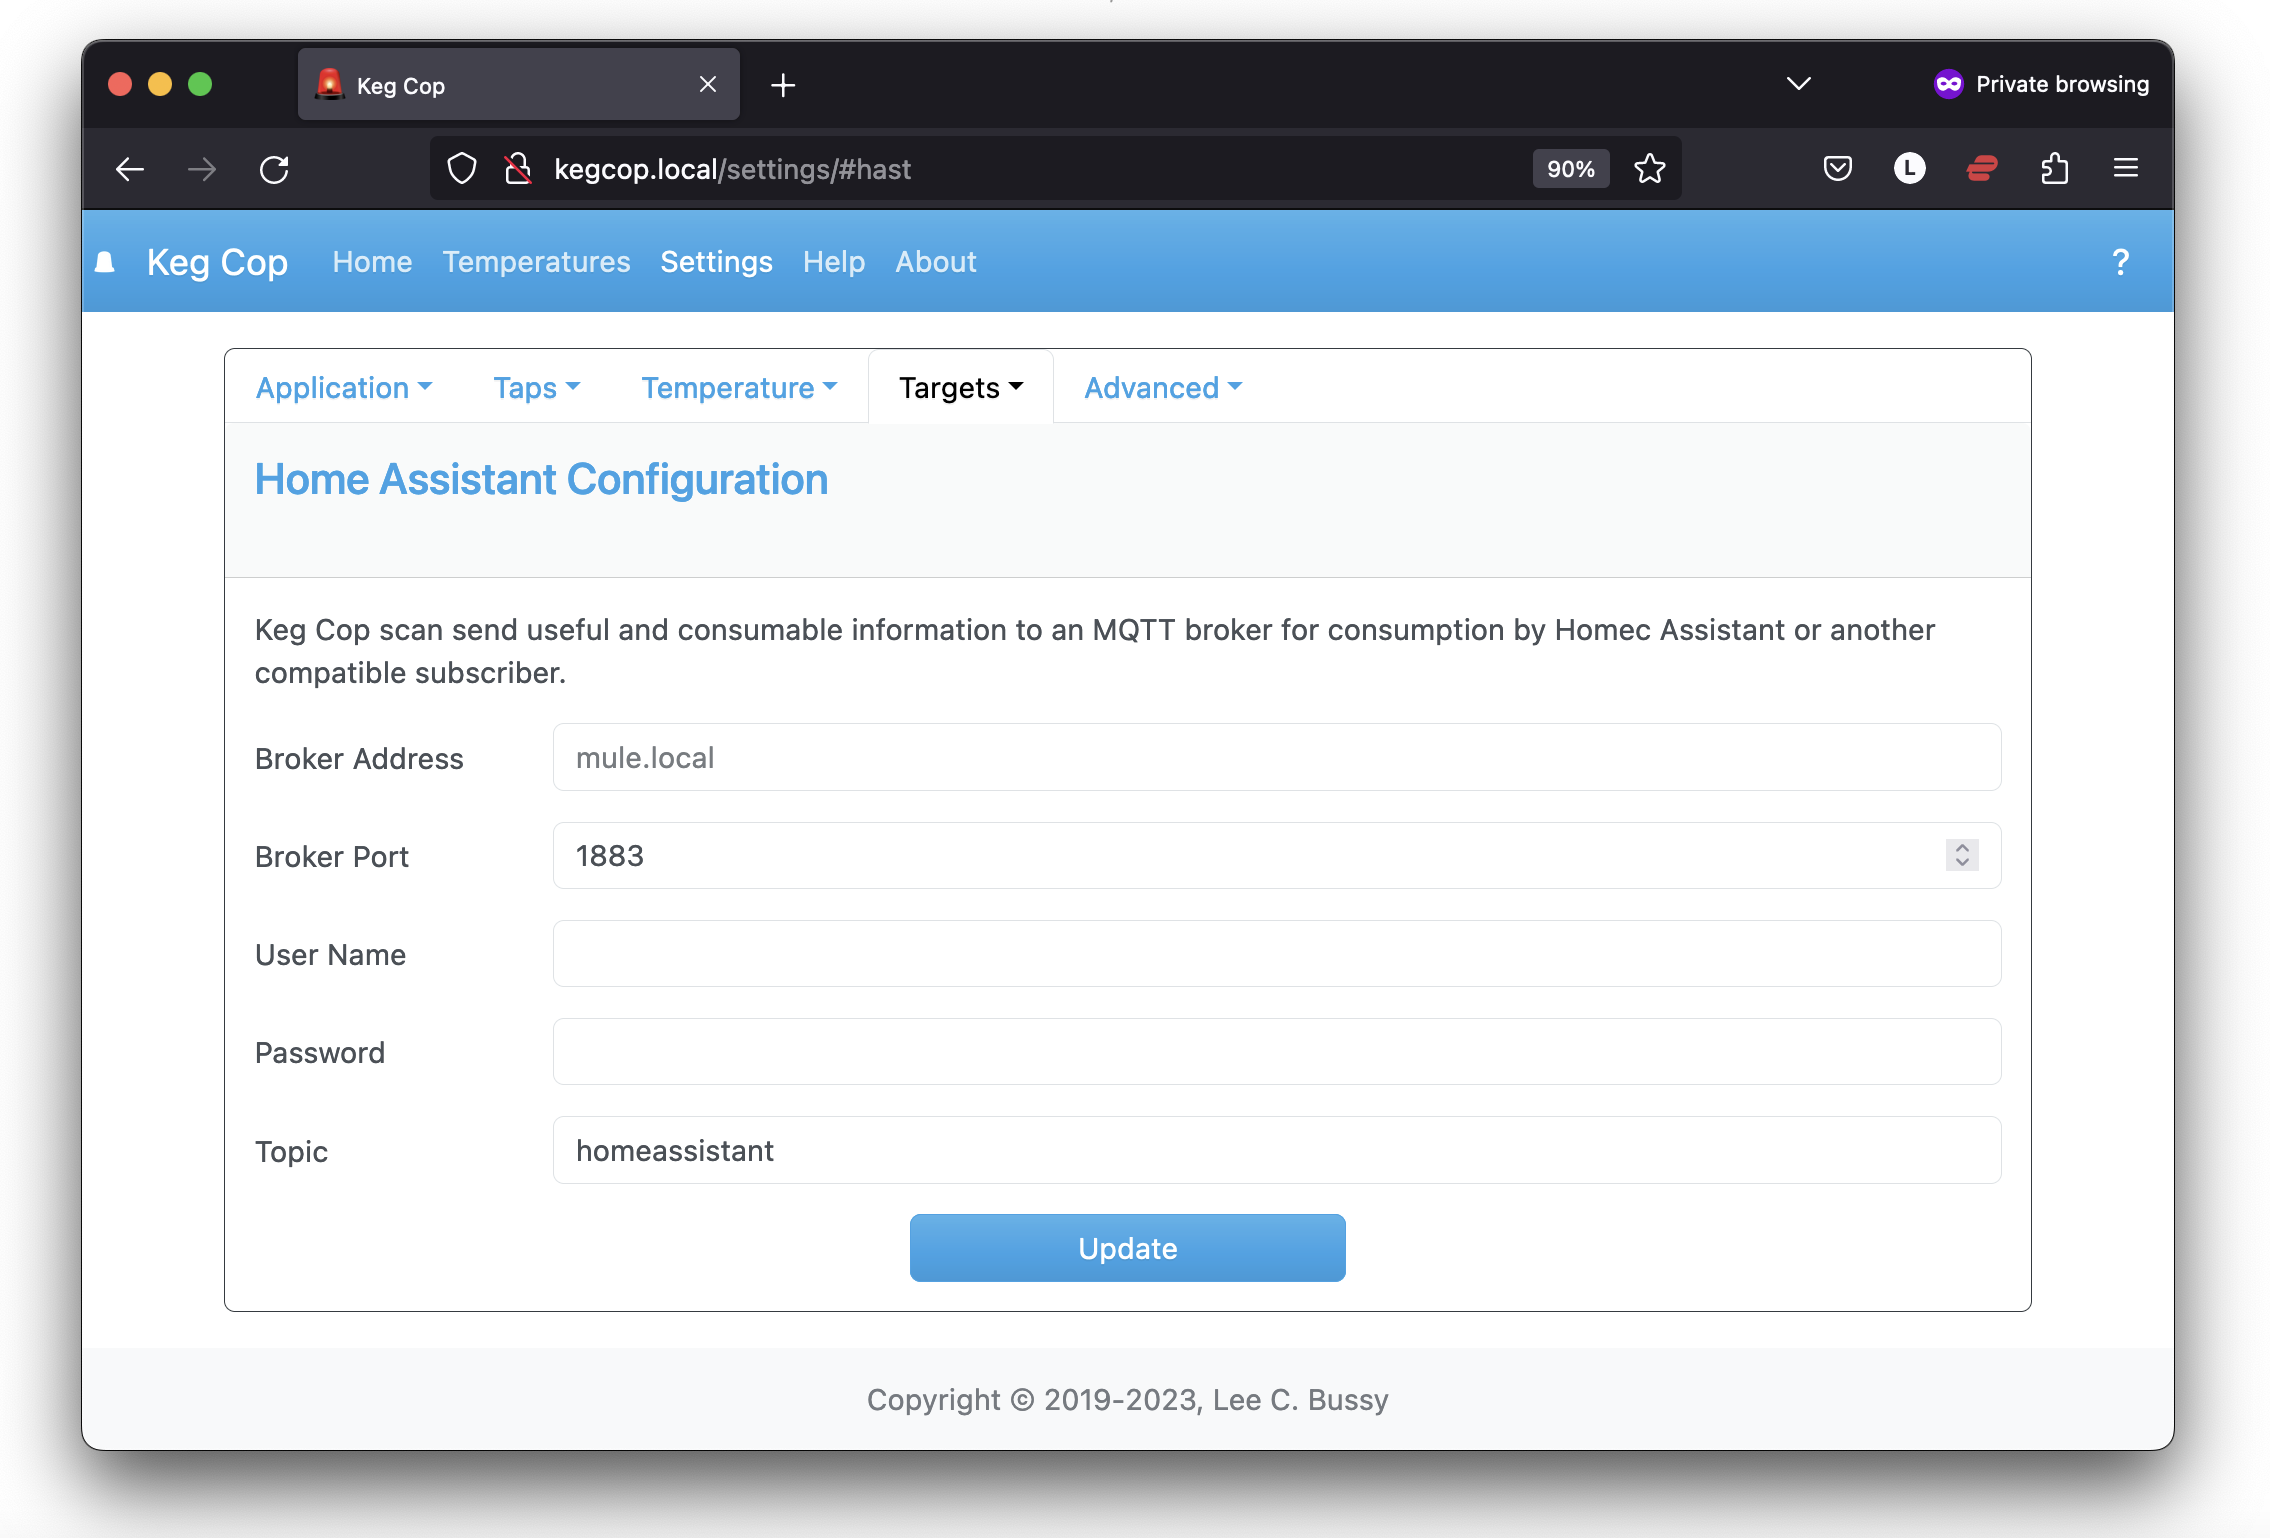 Keg Cop
Private browsing
kegcop.local/settings/#hast
90%
L
Keg Cop Home Temperatures Settings Help About ?
Application Taps Temperature Targets Advanced
Home Assistant Configuration
Keg Cop scan send useful and consumable information to an MQTT broker for consumption by Homec Assistant or another
compatible subscriber.
Broker Address mule.local
Broker Port 1883
User Name
Password
Topic homeassistant
Update
Copyright © 2019-2023, Lee C. Bussy